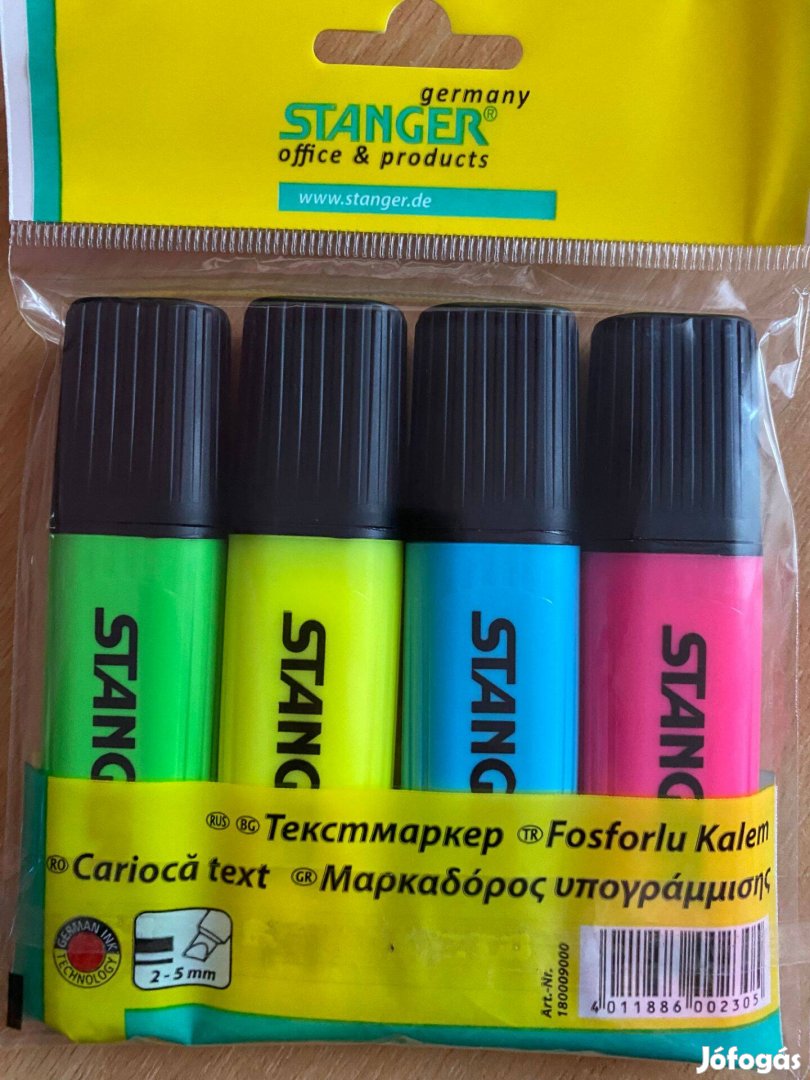 germany
STANGER®
office & products
www.stanger.de
STANG
STANG
STANG
STANG
RUS BG Текстмаркер TR Fosforlu Kalem
RO Cariocă text GR Μαρκαδόρος υπογράμμισης
GERMAN INK
TECHNOLOGY
2 - 5 mm
Art.-Nr.
180009000
4 011886 002305
Jófogás